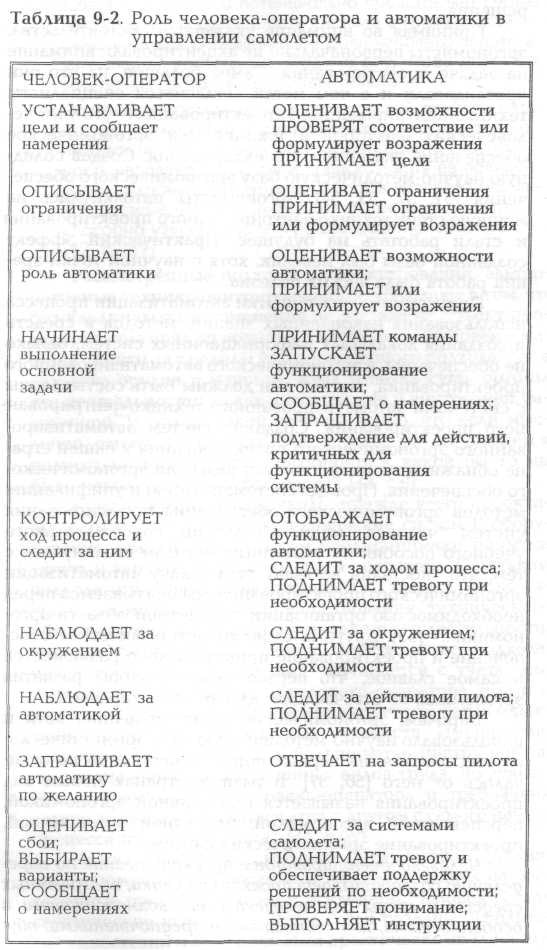 Таблица 9-2. Роль человека-оператора и автоматики в
управлении самолетом
ЧЕЛОВЕК-ОПЕРАТОР
АВТОМАТИКА
УСТАНАВЛИВАЕТ
цели и сообщает
намерения
ОЦЕНИВАЕТ возможности
ПРОВЕРЯТ соответствие или
формулирует возражения
ПРИНИМАЕТ цели
ОПИСЫВАЕТ
ограничения
ОЦЕНИВАЕТ ограничения
ПРИНИМАЕТ ограничения
или формулирует возражения
ОПИСЫВАЕТ
роль автоматики
ОЦЕНИВАЕТ возможности
автоматики;
ПРИНИМАЕТ или
формулирует возражения
НАЧИНАЕТ
выполнение
основной
задачи
ПРИНИМАЕТ команды
ЗАПУСКАЕТ
функционирование
автоматики;
СООБЩАЕТ о намерениях;
ЗАПРАШИВАЕТ
подтверждение для действий,
критичных для
функционирования
системы
КОНТРОЛИРУЕТ
ход процесса и
следит за ним
ОТОБРАЖАЕТ
функционирование
автоматики;
СЛЕДИТ за ходом процесса;
ПОДНИМАЕТ тревогу при
необходимости
НАБЛЮДАЕТ за
окружением
СЛЕДИТ за окружением;
ПОДНИМАЕТ тревогу при
необходимости
НАБЛЮДАЕТ за
автоматикой
СЛЕДИТ за действиями пилота;
ПОДНИМАЕТ тревогу при
необходимости
ЗАПРАШИВАЕТ
автоматику
по желанию
ОТВЕЧАЕТ на запросы пилота
ОЦЕНИВАЕТ
сбои;
ВЫБИРАЕТ
варианты;
СООБЩАЕТ
о намерениях
СЛЕДИТ за системами
самолета;
ПОДНИМАЕТ тревогу и
обеспечивает поддержку
решений по необходимости;
ПРОВЕРЯЕТ понимание;
ВЫПОЛНЯЕТ инструкции